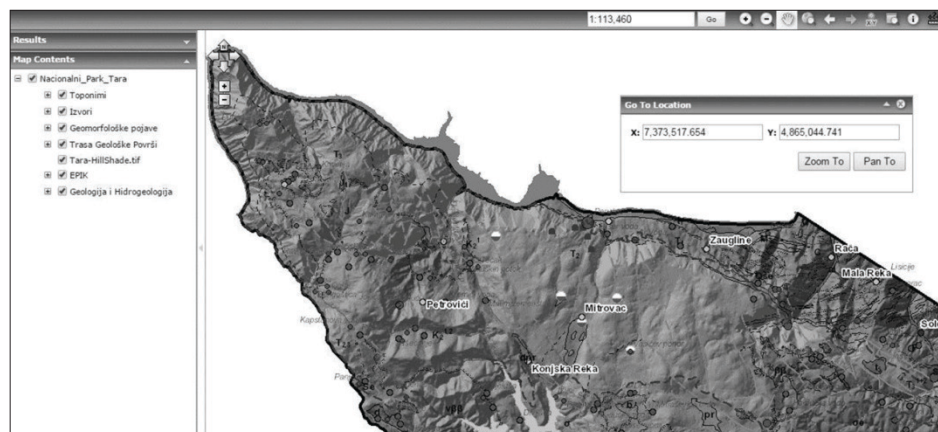 1:113,460 Go
Results
Map Contents
Nacionalni_Park_Tara
Toponimi
Izvori
Geomorfološke pojave
Trasa Geološke Površi
Tara-HillShade.tif
EPIK
Geologija i Hidrogeologija
Go To Location
X: 7,373,517.654 Y: 4,865,044.741
Zoom To Pan To
Zaugline
Rača
Lisicje
Mala Reka
Petrovići
Mitrovac
Konjska Reka